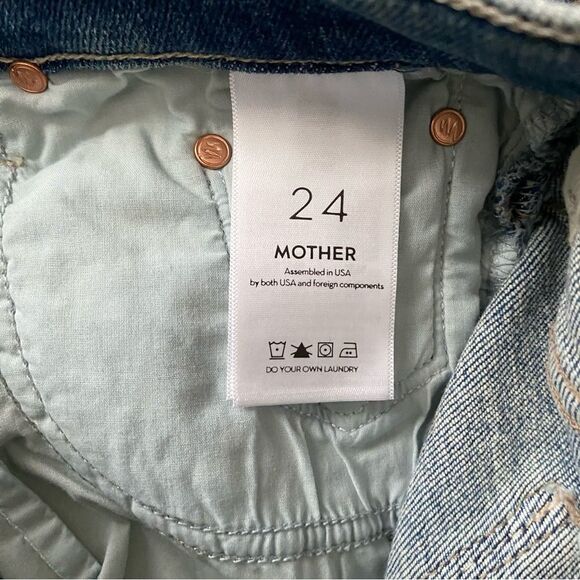 24
MOTHER
Assembled in USA
by both USA and foreign components
DO YOUR OWN LAUNDRY